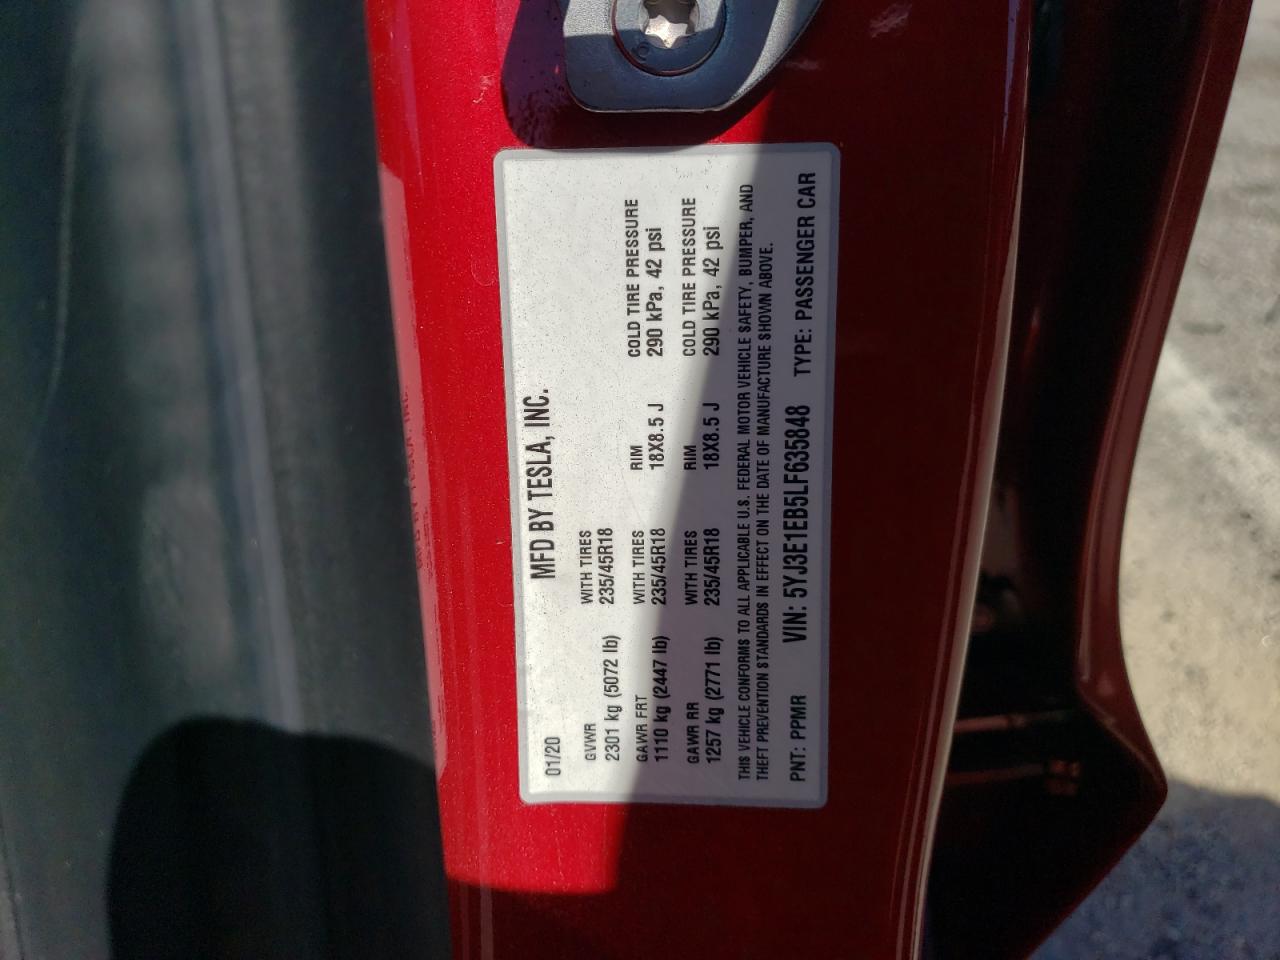 MFD BY TESLA, INC.
01/20
GVWR WITH TIRES
2301 kg (5072 lb) 235/45R18
GAWR FRT WITH TIRES RIM COLD TIRE PRESSURE
1110 kg (2447 lb) 235/45R18 18X8.5 J 290 kPa, 42 psi
GAWR RR WITH TIRES RIM COLD TIRE PRESSURE
1257 kg (2771 lb) 235/45R18 18X8.5 J 290 kPa, 42 psi
THIS VEHICLE CONFORMS TO ALL APPLICABLE U.S. FEDERAL MOTOR VEHICLE SAFETY, BUMPER, AND
THEFT PREVENTION STANDARDS IN EFFECT ON THE DATE OF MANUFACTURE SHOWN ABOVE.
PNT: PPMR VIN: 5YJ3E1EB5LF635848 TYPE: PASSENGER CAR